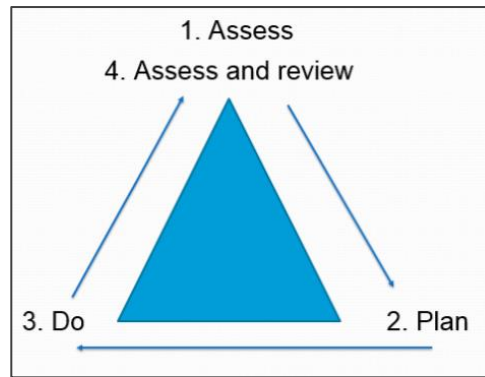 1. Assess
4. Assess and review
3. Do
2. Plan